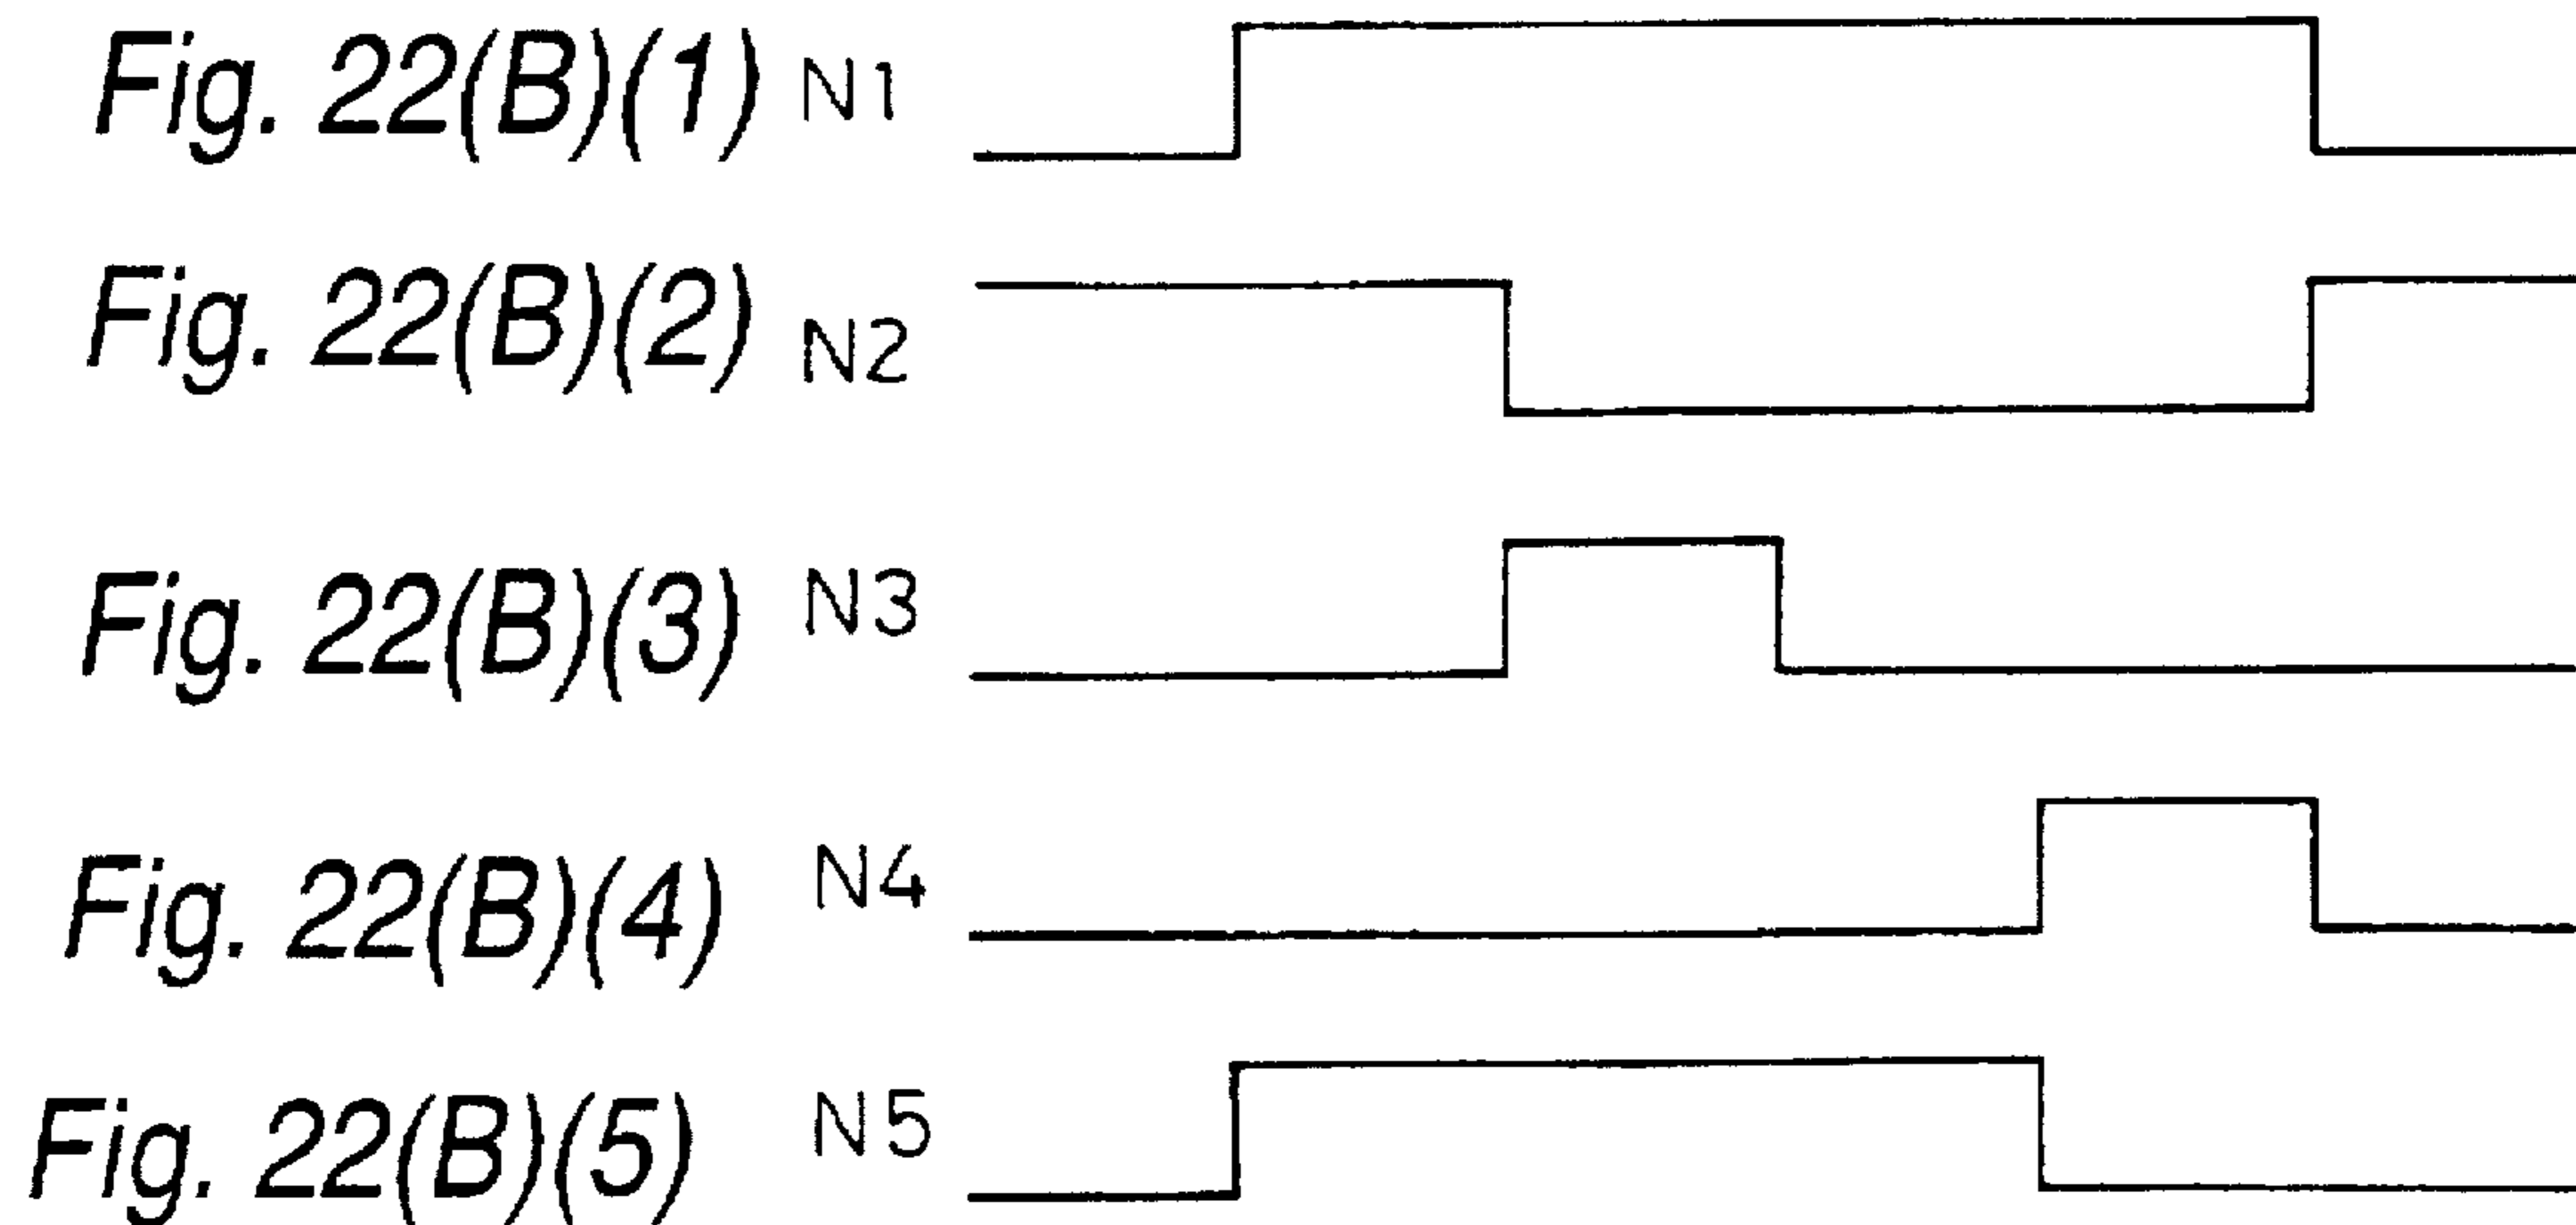 Fig. 22(B)(1) N1
Fig. 22(B)(2) N2
Fig. 22(B)(3) N3
Fig. 22(B)(4) N4
Fig. 22(B)(5) N5